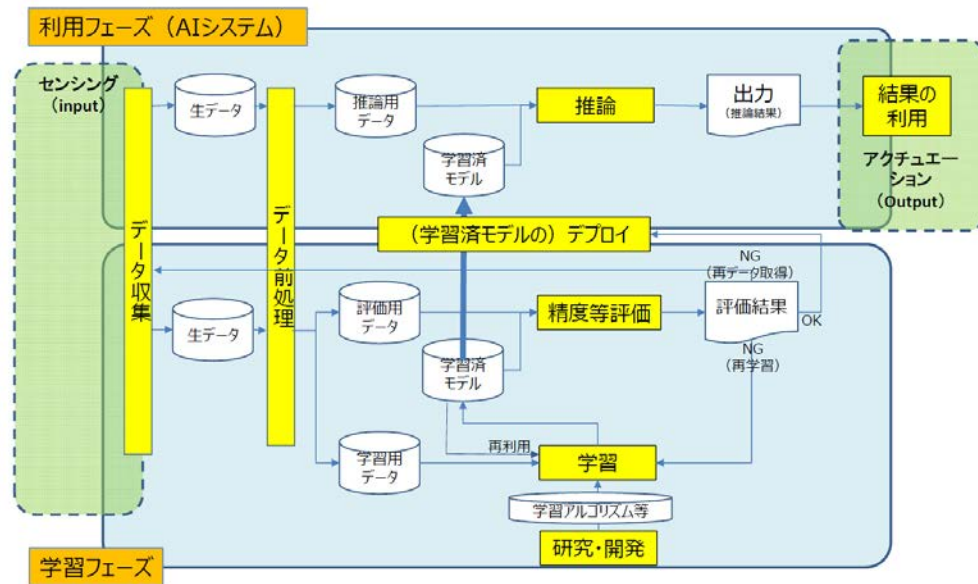 利用フェーズ（AIシステム）
センシング
（input）
データ収集
生データ
データ前処理
推論用
データ
学習済
モデル
推論
出力
（推論結果）
結果の
利用
アクチュエー
ション
（Output）
（学習済モデルの）デプロイ
NG
（再データ取得）
生データ
評価用
データ
精度等評価
評価結果
OK
学習済
モデル
NG
（再学習）
再利用
学習用
データ
学習
学習アルゴリズム等
研究・開発
学習フェーズ